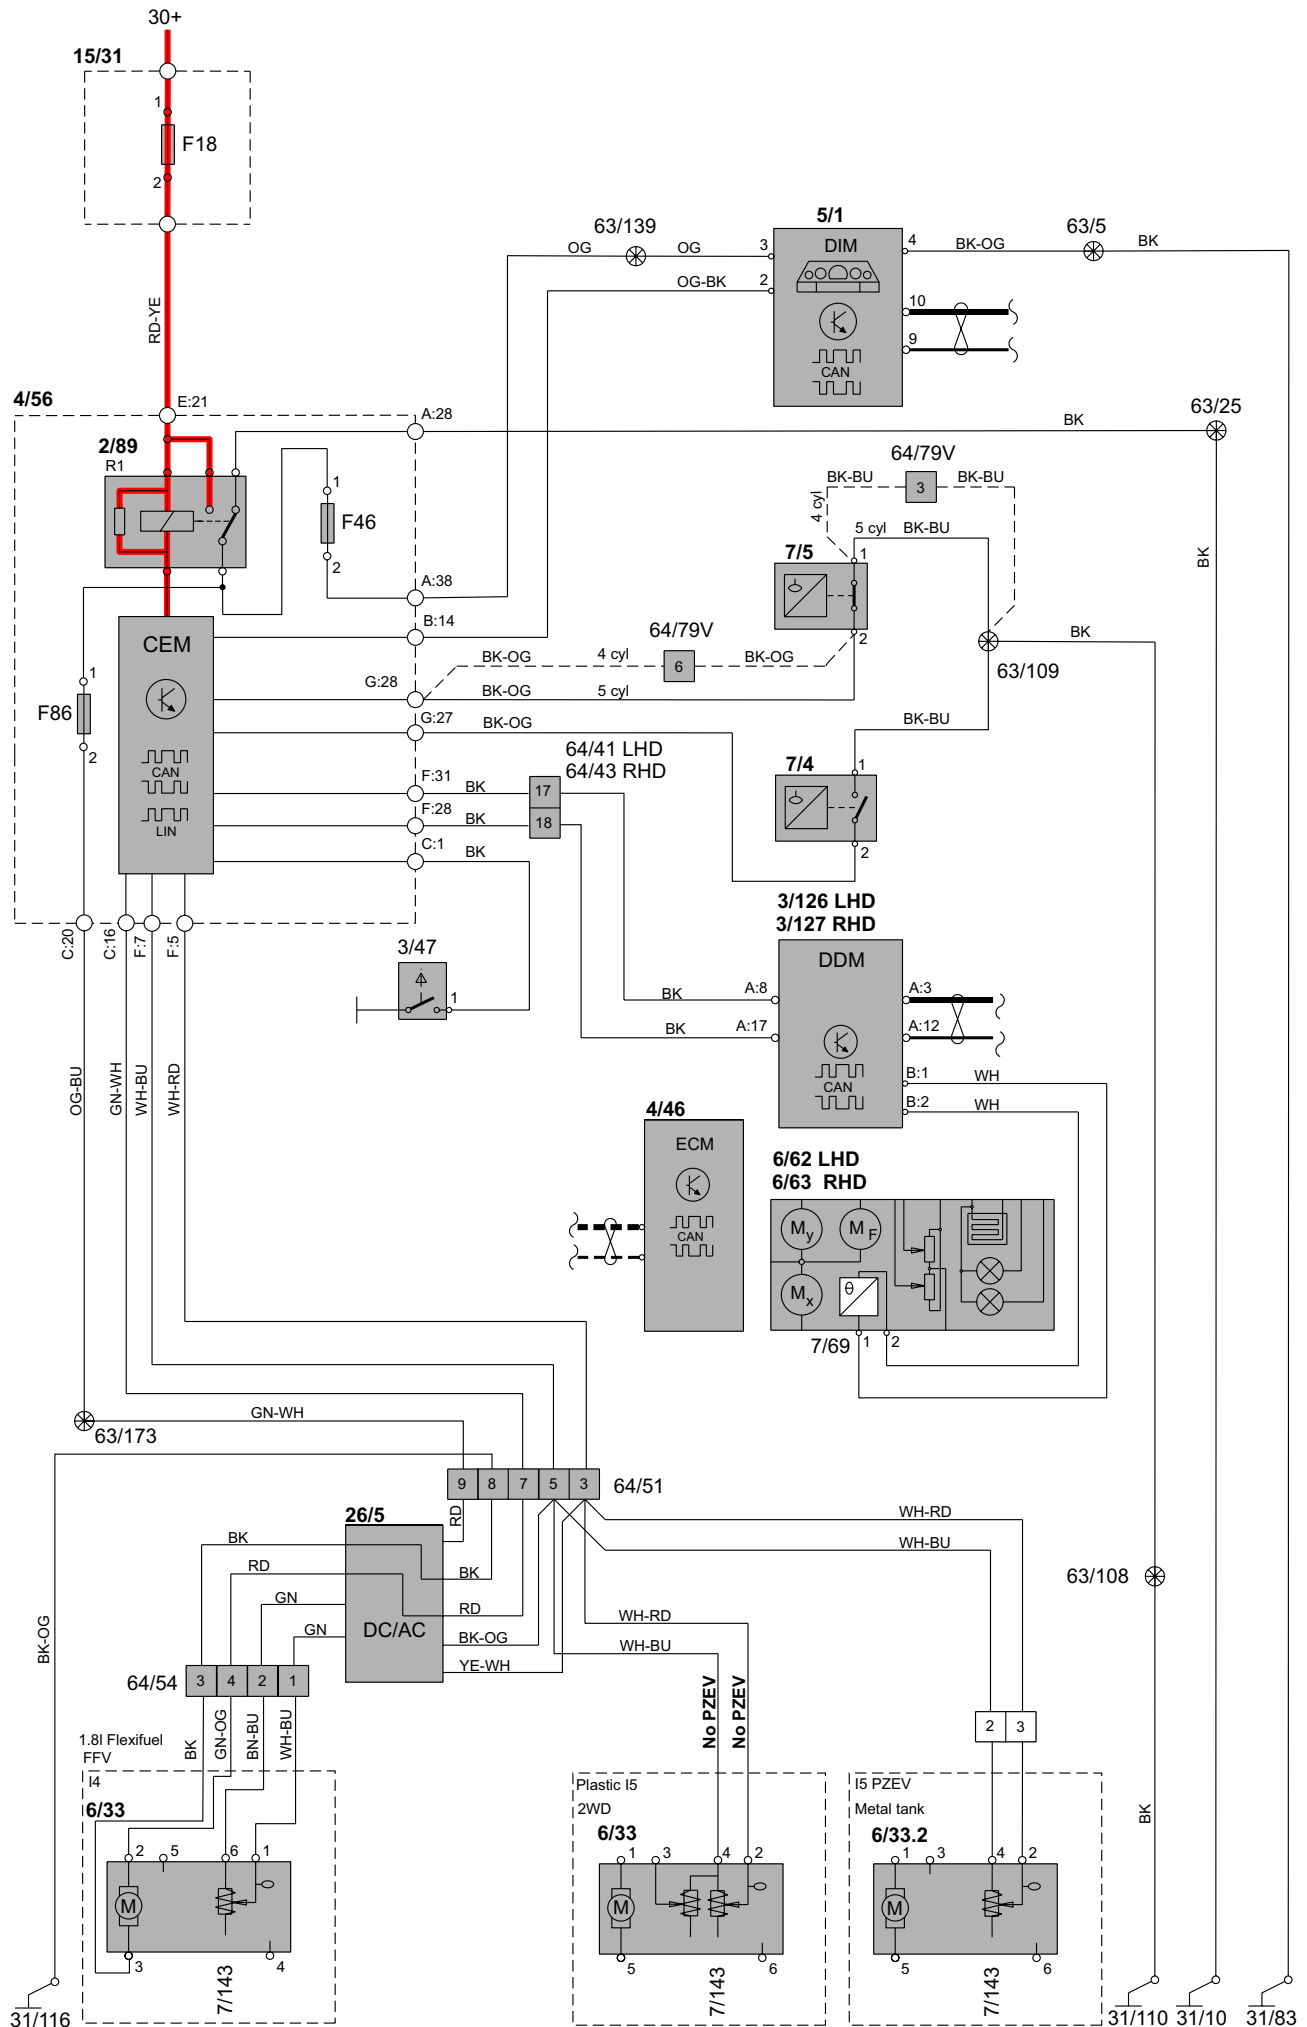 30+
15/31
1
F18
2
RD-YE
63/139
OG
OG
OG-BK
5/1
DIM
3
2
4
10
9
CAN
BK-OG
63/5
BK
4/56
E:21
A:28
BK
63/25
2/89
R1
1
F46
2
A:38
B:14
64/79V
BK-BU
3
BK-BU
4 cyl
5 cyl
BK-BU
7/5
1
2
BK
CEM
CAN
LIN
64/79V
BK-OG
4 cyl
6
BK-OG
63/109
BK
G:28
BK-OG
5 cyl
1
F86
2
G:27
BK-OG
BK-BU
64/41 LHD
64/43 RHD
7/4
1
2
F:31
BK
17
F:28
BK
18
C:1
BK
3/126 LHD
3/127 RHD
C:20
C:16
F:7
F:5
3/47
1
DDM
CAN
A:8
BK
A:17
BK
A:3
A:12
B:1
WH
B:2
WH
OG-BU
GN-WH
WH-BU
WH-RD
4/46
ECM
CAN
6/62 LHD
6/63 RHD
My
MF
Mx
θ
7/69
1
2
GN-WH
63/173
9
8
7
5
3
64/51
26/5
RD
BK
RD
GN
GN
BK
RD
BK-OG
YE-WH
DC/AC
WH-RD
WH-BU
WH-RD
WH-BU
63/108
BK-OG
64/54
3
4
2
1
No PZEV
No PZEV
2
3
BK
GN-OG
BN-BU
WH-BU
1.8l Flexifuel
FFV
I4
6/33
2
5
6
1
M
3
4
7/143
Plastic I5
2WD
6/33
1
3
4
2
M
5
6
7/143
I5 PZEV
Metal tank
6/33.2
1
3
4
2
M
5
6
7/143
BK
31/116
31/110
31/10
31/83